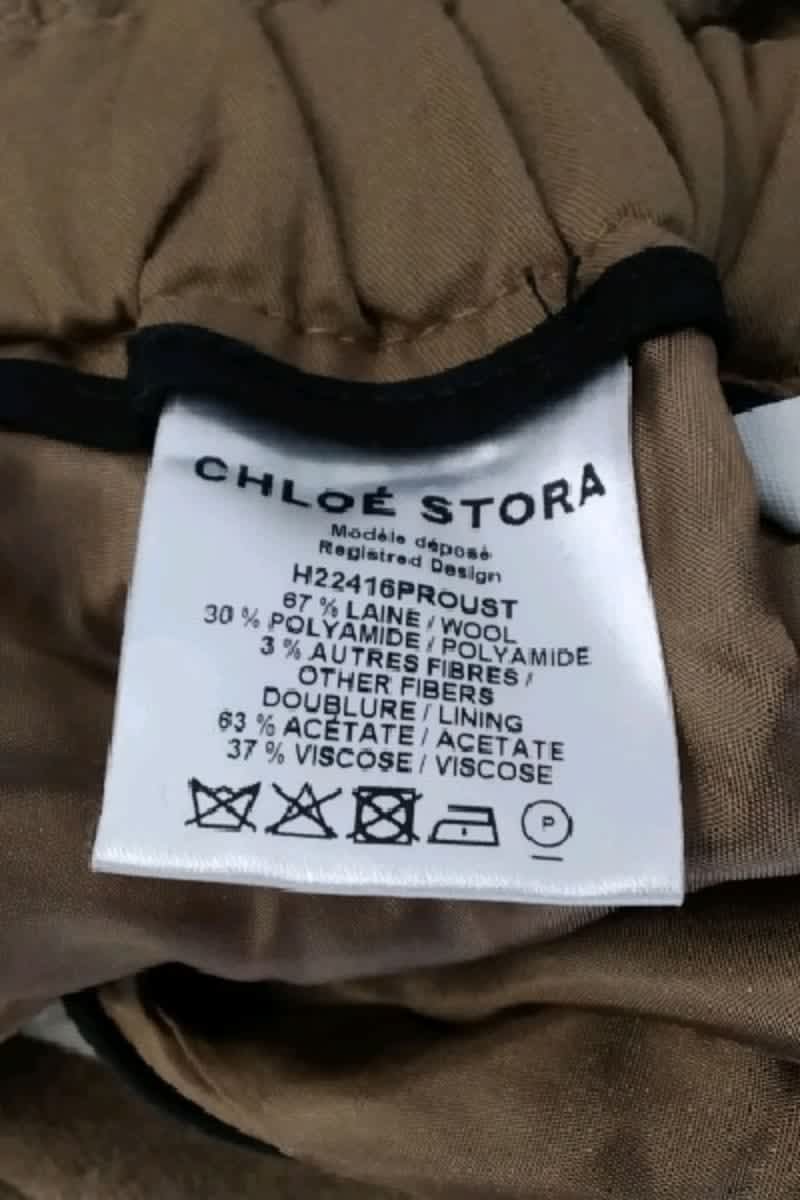 CHLOÉ STORA
Modèle déposé
Registred Design
H22416PROUST
67 % LAINE / WOOL
30 % POLYAMIDE / POLYAMIDE
3 % AUTRES FIBRES /
OTHER FIBERS
DOUBLURE / LINING
63 % ACÉTATE / ACETATE
37 % VISCOSE / VISCOSE
P